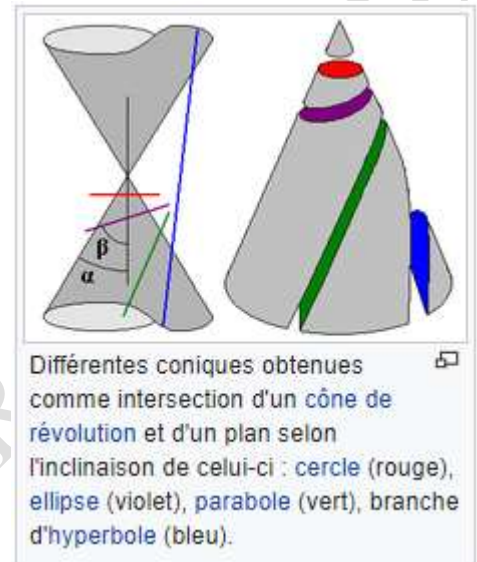 β
α
Différentes coniques obtenues
comme intersection d'un cône de
révolution et d'un plan selon
l'inclinaison de celui-ci : cercle (rouge),
ellipse (violet), parabole (vert), branche
d'hyperbole (bleu).